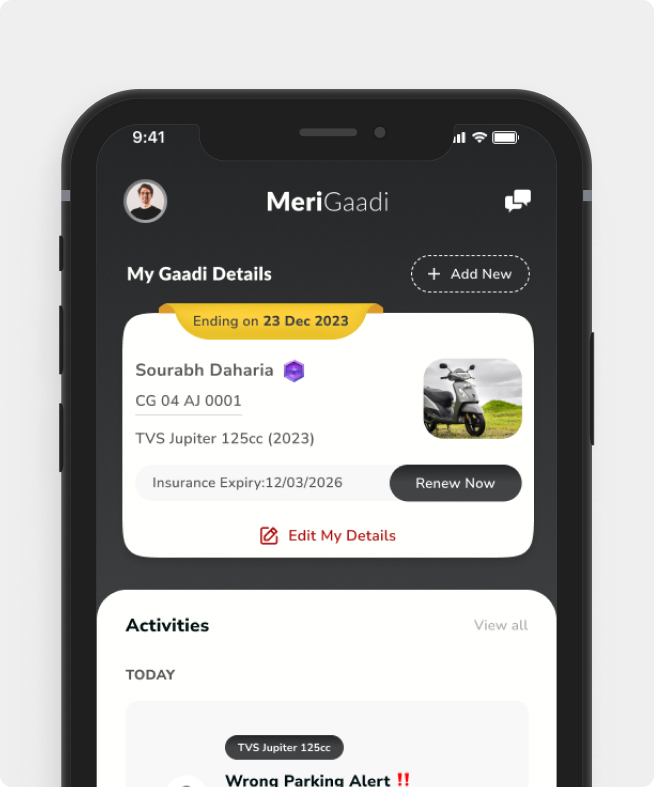 9:41
MeriGaadi
My Gaadi Details
+ Add New
Ending on 23 Dec 2023
Sourabh Daharia
CG 04 AJ 0001
TVS Jupiter 125cc (2023)
Insurance Expiry:12/03/2026
Renew Now
Edit My Details
Activities
View all
TODAY
TVS Jupiter 125cc
Wrong Parking Alert ‼️